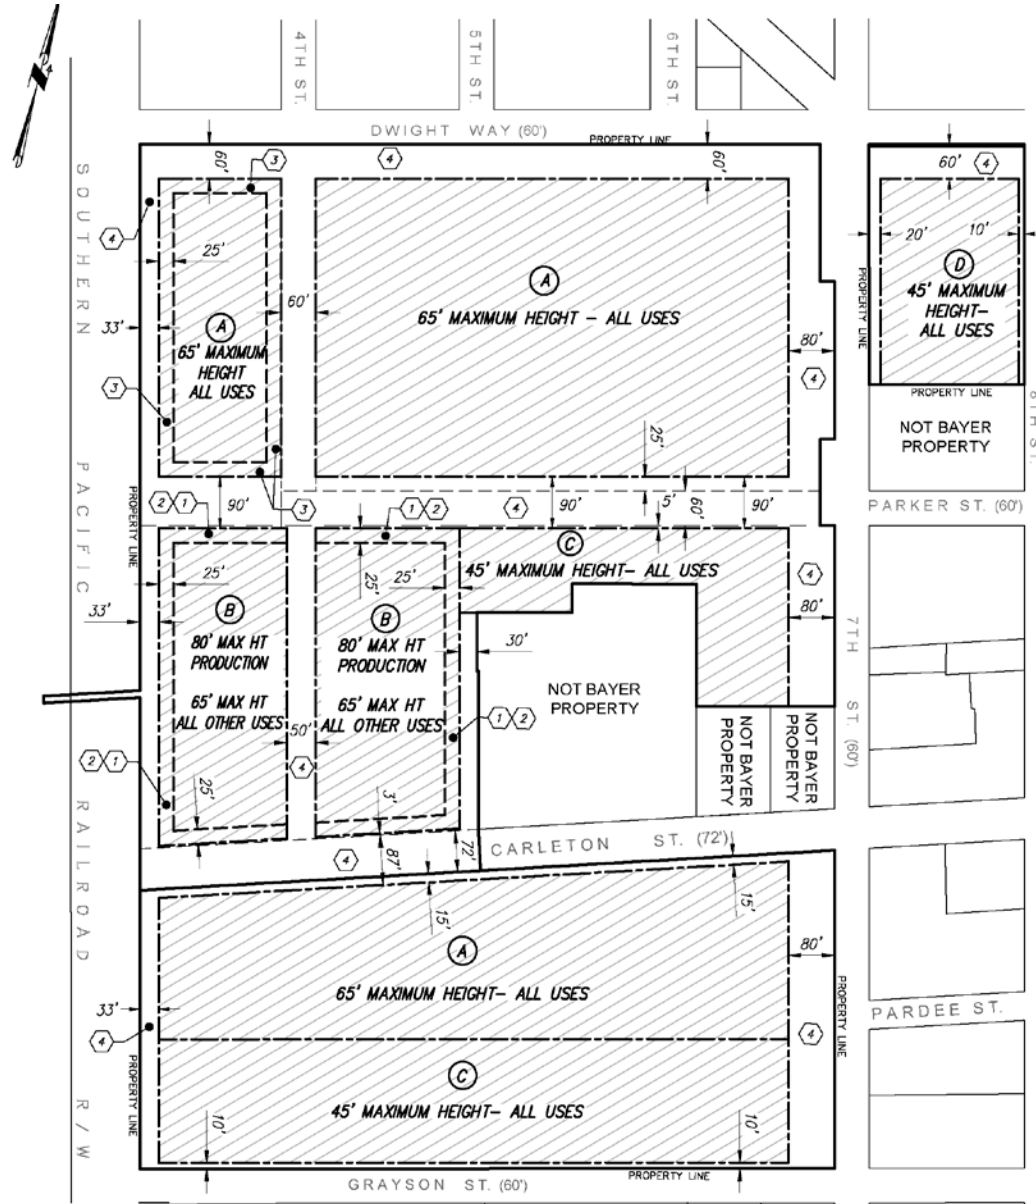 4TH ST.
5TH ST.
6TH ST.
DWIGHT WAY (60')
PROPERTY LINE
4
60'
3
4
60'
60'
4
SOUTHERN PACIFIC RAILROAD R/W
4
25'
A
65' MAXIMUM
HEIGHT
ALL USES
33'
3
60'
A
65' MAXIMUM HEIGHT – ALL USES
80'
4
PROPERTY LINE
20'
10'
D
45' MAXIMUM
HEIGHT–
ALL USES
PROPERTY LINE
NOT BAYER
PROPERTY
8TH ST.
PARKER ST. (60')
25'
PROPERTY LINE
2 1
90'
3
1 2
4
90'
5'
60'
90'
4
C
45' MAXIMUM HEIGHT– ALL USES
80'
7TH ST. (60')
33'
25'
B
80' MAX HT
PRODUCTION
65' MAX HT
ALL OTHER USES
25'
25'
B
80' MAX HT
PRODUCTION
65' MAX HT
ALL OTHER USES
30'
NOT BAYER
PROPERTY
1 2
50'
4
NOT BAYER
PROPERTY
NOT BAYER
PROPERTY
2 1
25'
3'
87'
72'
4
CARLETON ST. (72')
15'
15'
A
65' MAXIMUM HEIGHT– ALL USES
80'
33'
4
PROPERTY LINE
4
PROPERTY LINE
PARDEE ST.
C
45' MAXIMUM HEIGHT– ALL USES
10'
10'
PROPERTY LINE
GRAYSON ST. (60')